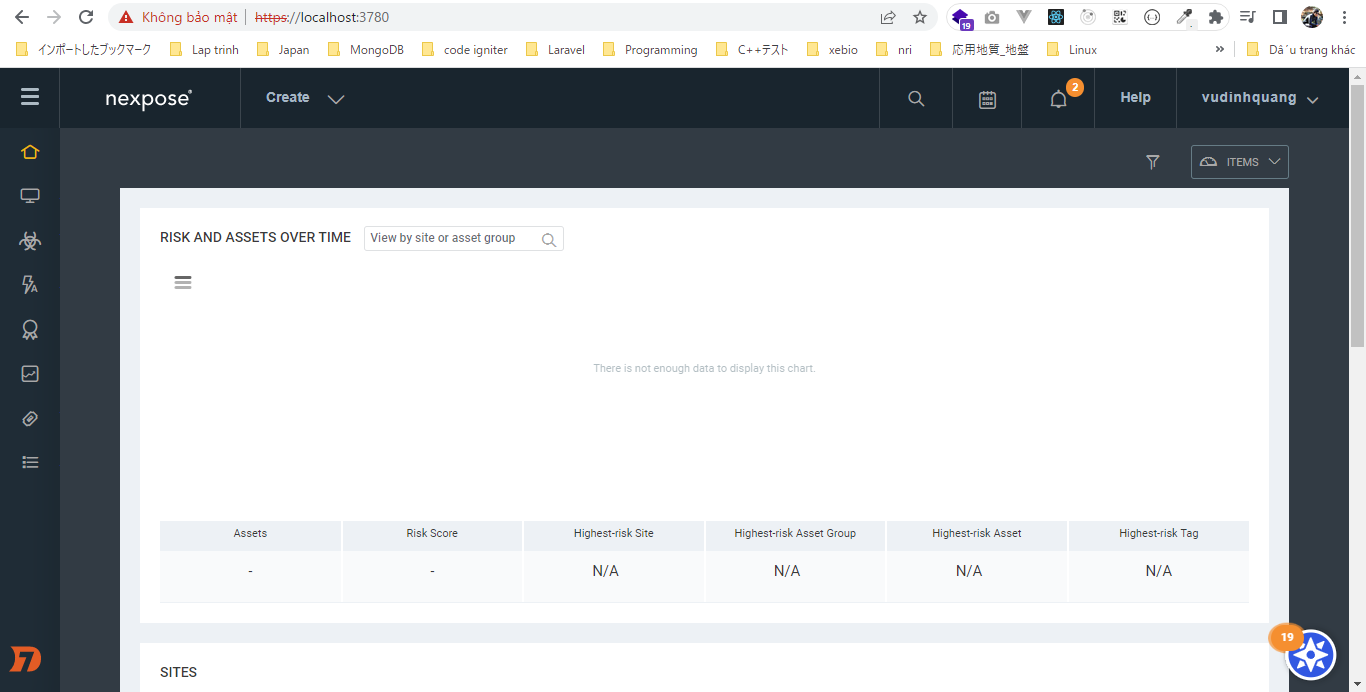 Không bảo mật https://localhost:3780
19
インポートしたブックマーク Lap trinh Japan MongoDB code igniter Laravel Programming C++テスト xebio nri 応用地質_地盤 Linux » Dấu trang khác
nexpose® Create 2 Help vudinhquang
ITEMS
RISK AND ASSETS OVER TIME View by site or asset group
There is not enough data to display this chart.
Assets Risk Score Highest-risk Site Highest-risk Asset Group Highest-risk Asset Highest-risk Tag
- - N/A N/A N/A N/A
19
SITES